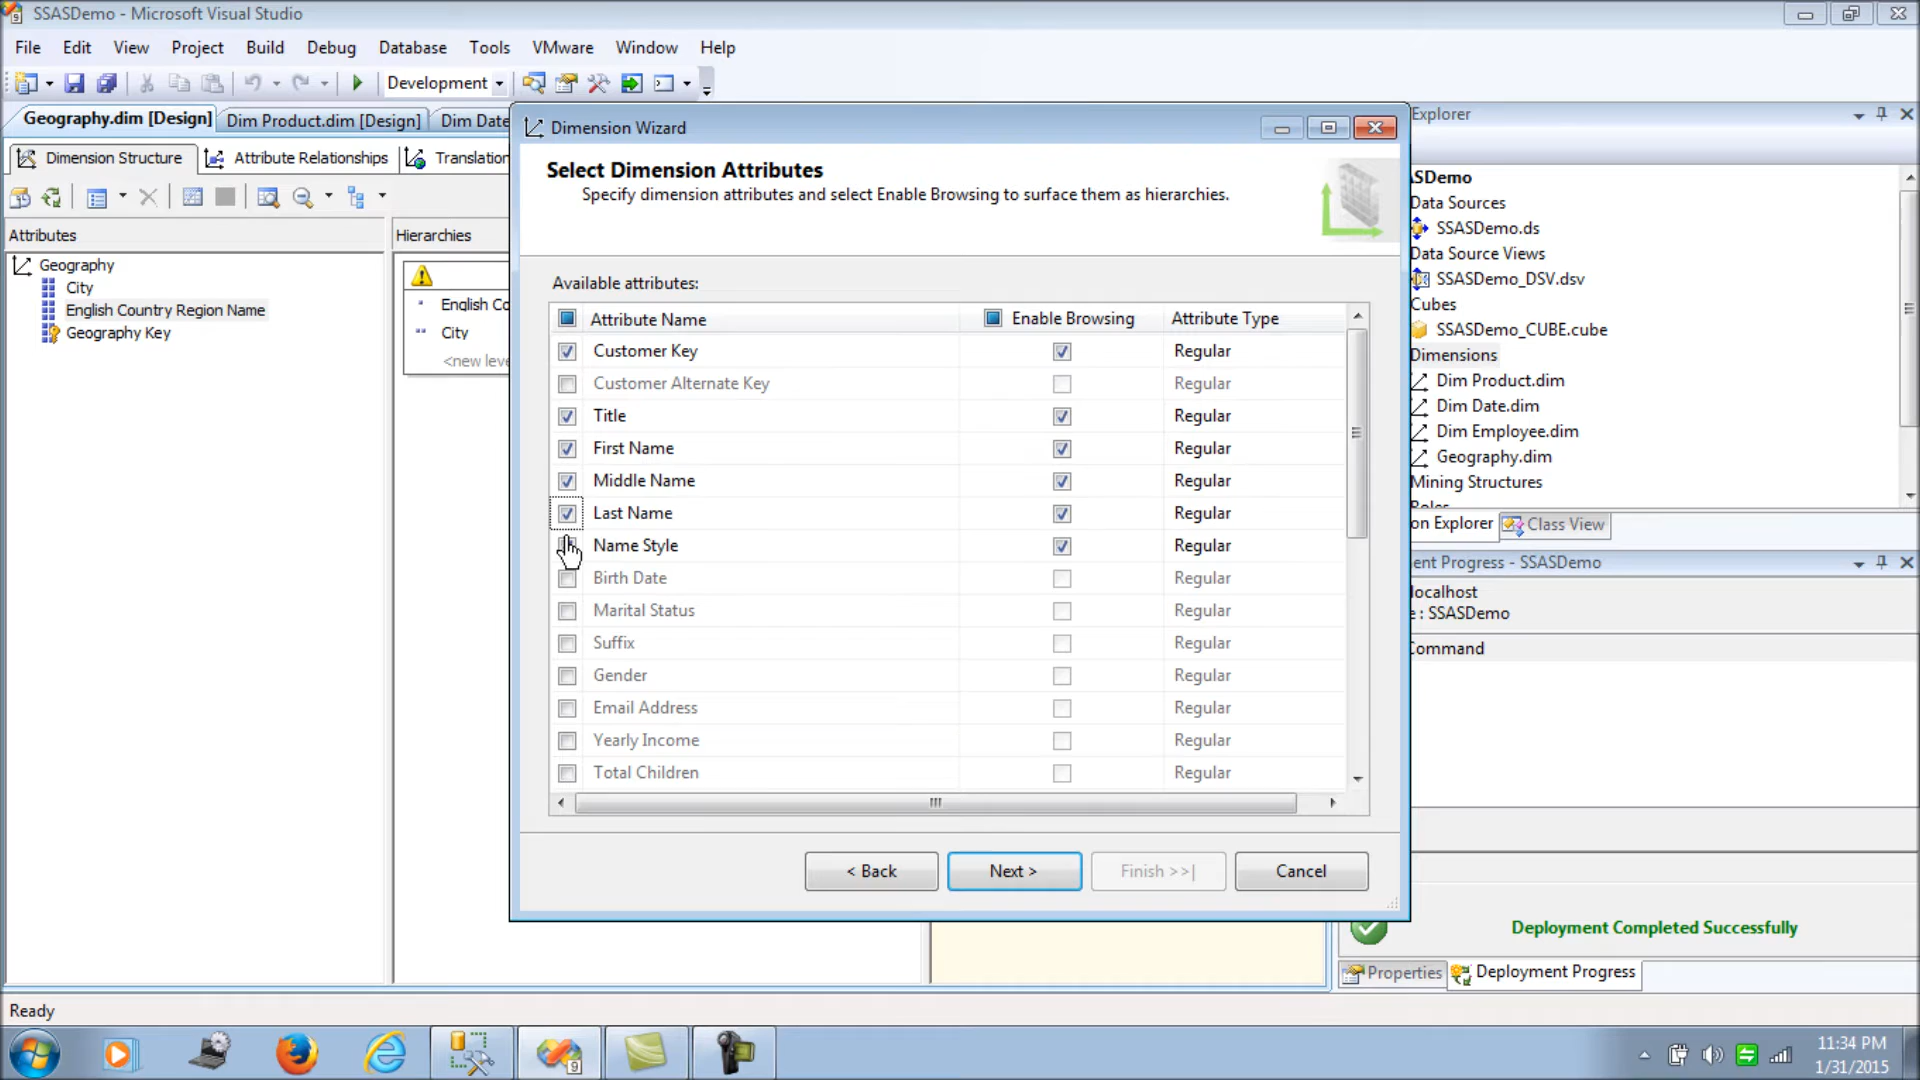 SSASDemo - Microsoft Visual Studio
File Edit View Project Build Debug Database Tools VMware Window Help
Development
Geography.dim [Design] Dim Product.dim [Design] Dim Date
Dimension Structure Attribute Relationships Translation
Attributes
Geography
City
English Country Region Name
Geography Key
Hierarchies
English Co
City
<new leve
Dimension Wizard
Select Dimension Attributes
Specify dimension attributes and select Enable Browsing to surface them as hierarchies.
Available attributes:
Attribute Name Enable Browsing Attribute Type
Customer Key Regular
Customer Alternate Key Regular
Title Regular
First Name Regular
Middle Name Regular
Last Name Regular
Name Style Regular
Birth Date Regular
Marital Status Regular
Suffix Regular
Gender Regular
Email Address Regular
Yearly Income Regular
Total Children Regular
< Back Next > Finish >>| Cancel
Explorer
SSASDemo
Data Sources
SSASDemo.ds
Data Source Views
SSASDemo_DSV.dsv
Cubes
SSASDemo_CUBE.cube
Dimensions
Dim Product.dim
Dim Date.dim
Dim Employee.dim
Geography.dim
Mining Structures
Roles
on Explorer Class View
ent Progress - SSASDemo
localhost
e : SSASDemo
Command
Deployment Completed Successfully
Properties Deployment Progress
Ready
9
11:34 PM
1/31/2015